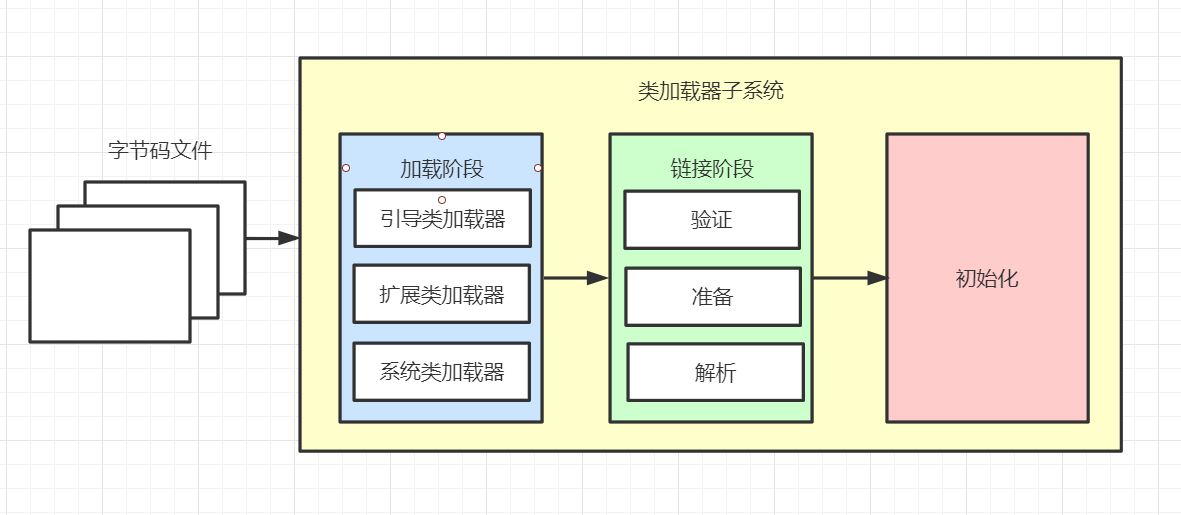 类加载器子系统
字节码文件
加载阶段
引导类加载器
扩展类加载器
系统类加载器
链接阶段
验证
准备
解析
初始化